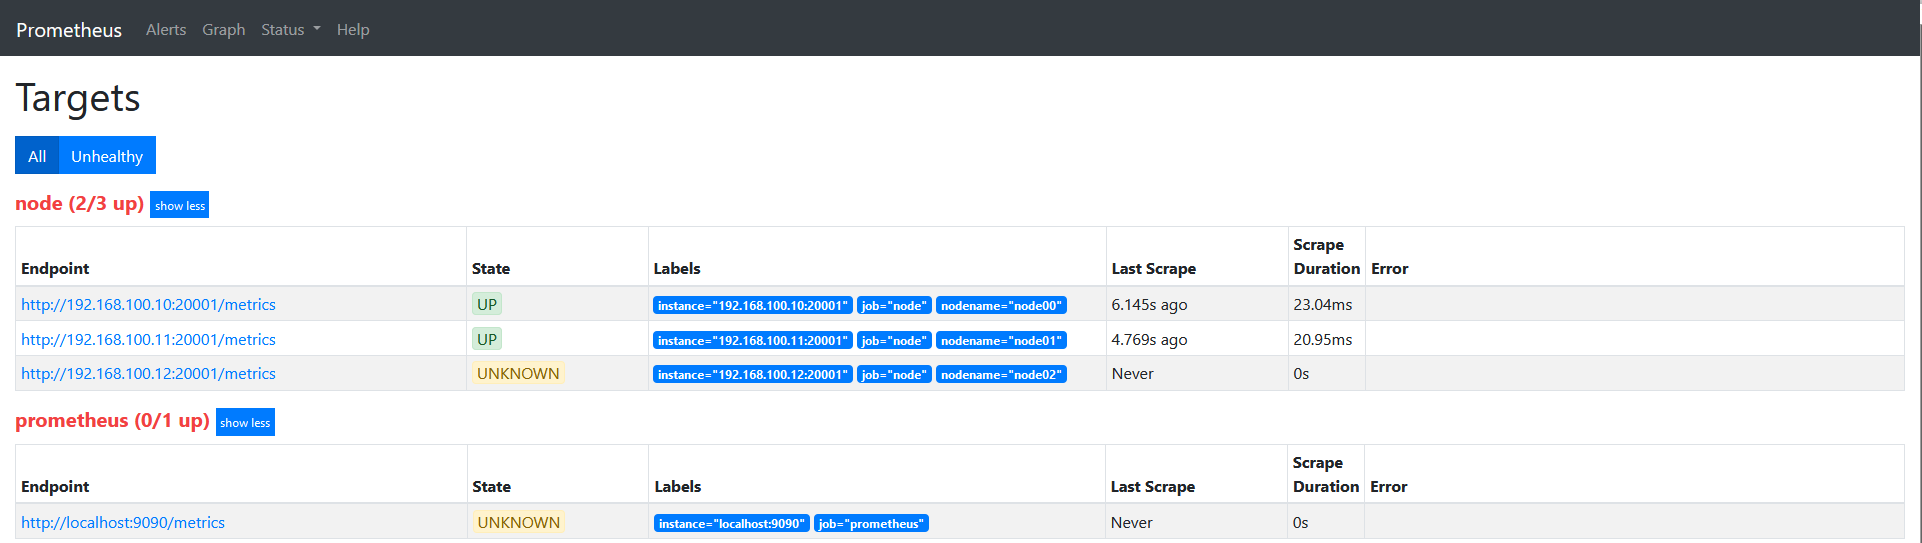 Prometheus Alerts Graph Status Help
Targets
All Unhealthy
node (2/3 up) show less
Endpoint State Labels Last Scrape Scrape Duration Error
http://192.168.100.10:20001/metrics UP instance="192.168.100.10:20001" job="node" nodename="node00" 6.145s ago 23.04ms
http://192.168.100.11:20001/metrics UP instance="192.168.100.11:20001" job="node" nodename="node01" 4.769s ago 20.95ms
http://192.168.100.12:20001/metrics UNKNOWN instance="192.168.100.12:20001" job="node" nodename="node02" Never 0s
prometheus (0/1 up) show less
Endpoint State Labels Last Scrape Scrape Duration Error
http://localhost:9090/metrics UNKNOWN instance="localhost:9090" job="prometheus" Never 0s